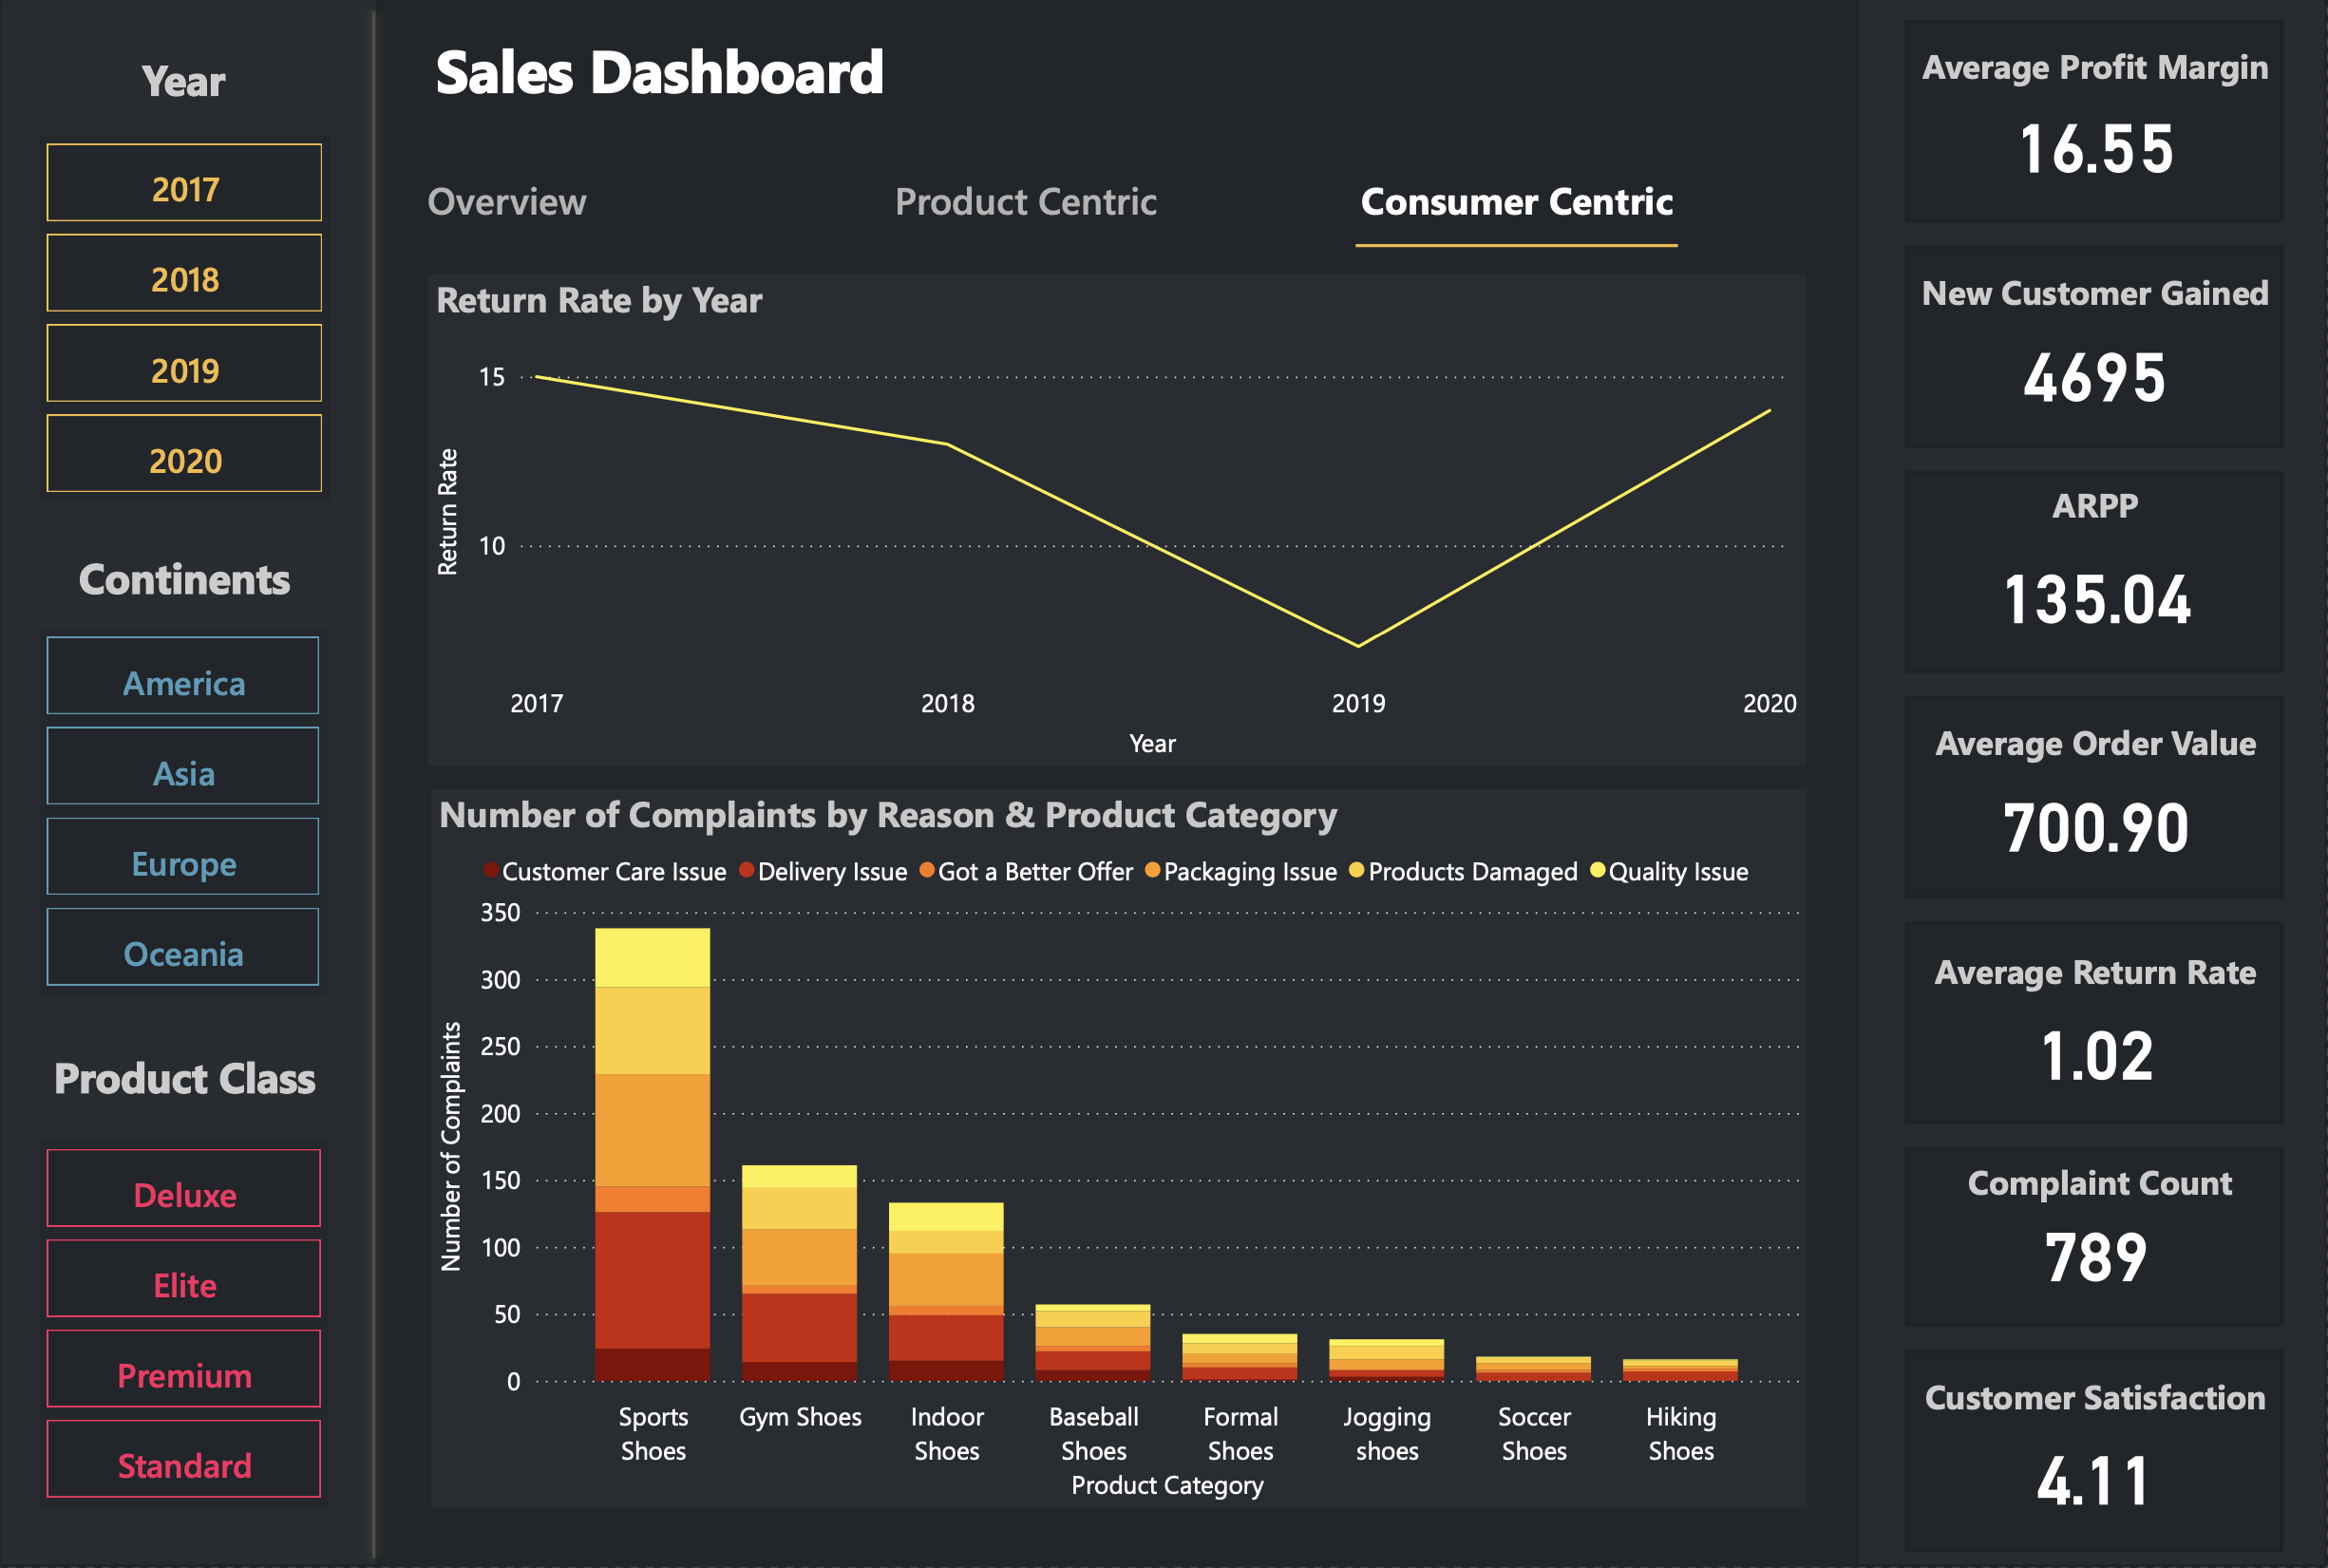 Year
2017
2018
2019
2020
Continents
America
Asia
Europe
Oceania
Product Class
Deluxe
Elite
Premium
Standard
Sales Dashboard
Overview
Product Centric
Consumer Centric
Return Rate by Year
15
10
Return Rate
2017
2018
2019
2020
Year
Number of Complaints by Reason & Product Category
Customer Care Issue
Delivery Issue
Got a Better Offer
Packaging Issue
Products Damaged
Quality Issue
350
300
250
200
150
100
50
0
Number of Complaints
Sports
Shoes
Gym Shoes
Indoor
Shoes
Baseball
Shoes
Formal
Shoes
Jogging
shoes
Soccer
Shoes
Hiking
Shoes
Product Category
Average Profit Margin
16.55
New Customer Gained
4695
ARPP
135.04
Average Order Value
700.90
Average Return Rate
1.02
Complaint Count
789
Customer Satisfaction
4.11